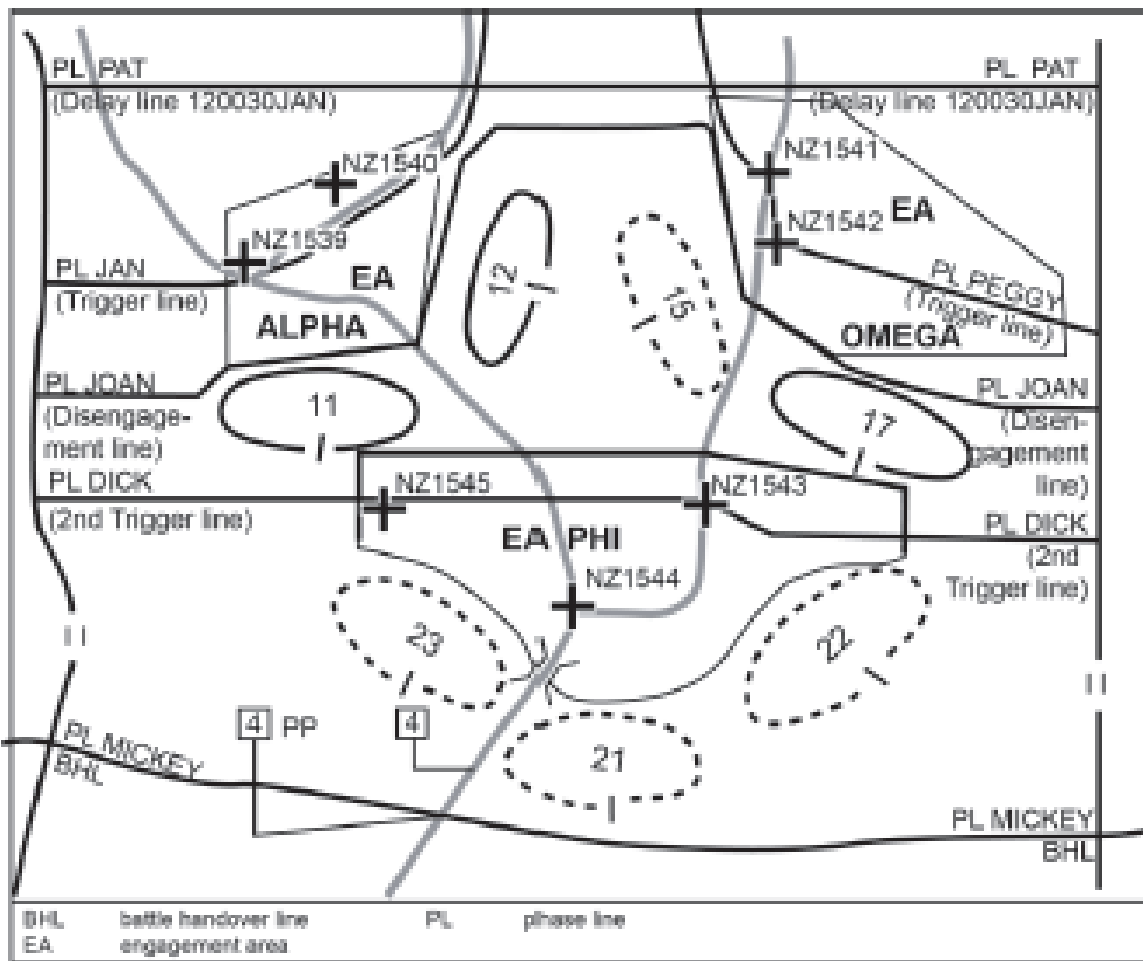 PL PAT
PL PAT
(Delay line 120030JAN)
(Delay line 120030JAN)
NZ1540
NZ1541
EA
NZ1542
NZ1539
PL JAN
(Trigger line)
EA
ALPHA
12
15
PL PEGGY
(Trigger line)
OMEGA
PL JOAN
(Disengage-
ment line)
11
17
PL JOAN
(Disen-
gagement
line)
PL DICK
(2nd Trigger line)
NZ1545
NZ1543
EA PHI
PL DICK
(2nd
Trigger line)
NZ1544
23
22
I I
I I
4 PP
4
PL MICKEY
BHL
21
PL MICKEY
BHL
BHL battle handover line PL phase line
EA engagement area